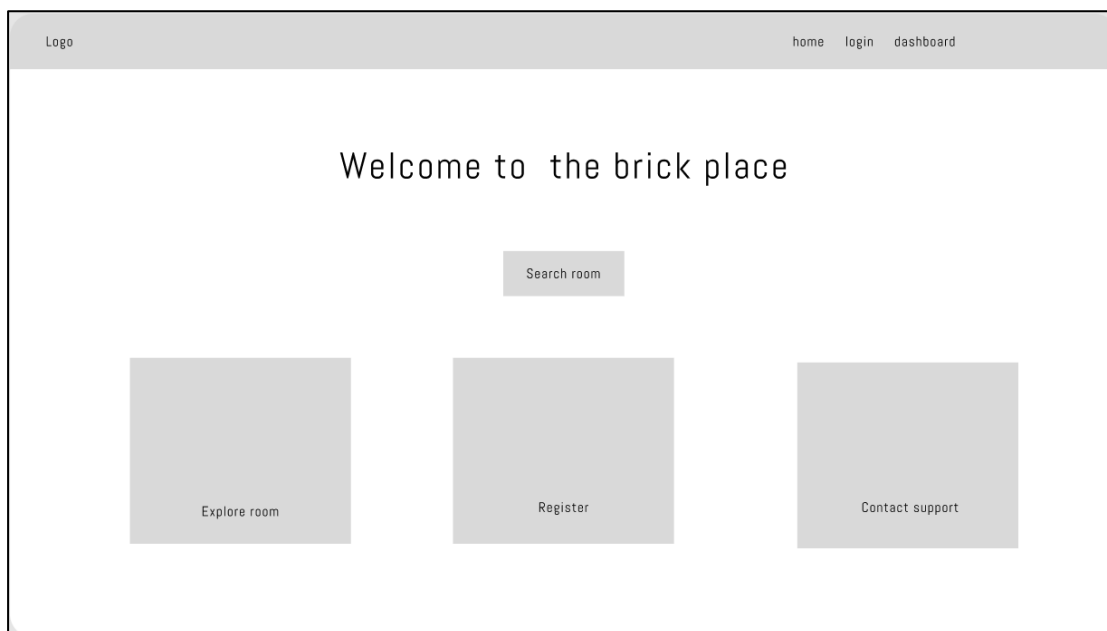 Logo home login dashboard
Welcome to the brick place
Search room
Explore room Register Contact support